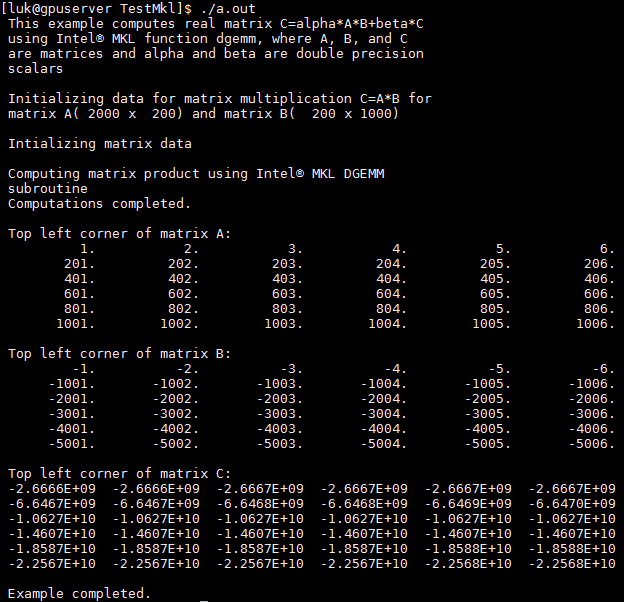 [luk@gpuserver TestMkl]$ ./a.out
This example computes real matrix C=alpha*A*B+beta*C
using Intel® MKL function dgemm, where A, B, and C
are matrices and alpha and beta are double precision
scalars
Initializing data for matrix multiplication C=A*B for
matrix A( 2000 x  200) and matrix B(  200 x 1000)
Intializing matrix data
Computing matrix product using Intel® MKL DGEMM
subroutine
Computations completed.
Top left corner of matrix A:
1. 2. 3. 4. 5. 6.
201. 202. 203. 204. 205. 206.
401. 402. 403. 404. 405. 406.
601. 602. 603. 604. 605. 606.
801. 802. 803. 804. 805. 806.
1001. 1002. 1003. 1004. 1005. 1006.
Top left corner of matrix B:
-1. -2. -3. -4. -5. -6.
-1001. -1002. -1003. -1004. -1005. -1006.
-2001. -2002. -2003. -2004. -2005. -2006.
-3001. -3002. -3003. -3004. -3005. -3006.
-4001. -4002. -4003. -4004. -4005. -4006.
-5001. -5002. -5003. -5004. -5005. -5006.
Top left corner of matrix C:
-2.6666E+09 -2.6666E+09 -2.6667E+09 -2.6667E+09 -2.6667E+09 -2.6667E+09
-6.6467E+09 -6.6467E+09 -6.6468E+09 -6.6468E+09 -6.6469E+09 -6.6470E+09
-1.0627E+10 -1.0627E+10 -1.0627E+10 -1.0627E+10 -1.0627E+10 -1.0627E+10
-1.4607E+10 -1.4607E+10 -1.4607E+10 -1.4607E+10 -1.4607E+10 -1.4607E+10
-1.8587E+10 -1.8587E+10 -1.8587E+10 -1.8587E+10 -1.8588E+10 -1.8588E+10
-2.2567E+10 -2.2567E+10 -2.2567E+10 -2.2567E+10 -2.2568E+10 -2.2568E+10
Example completed.